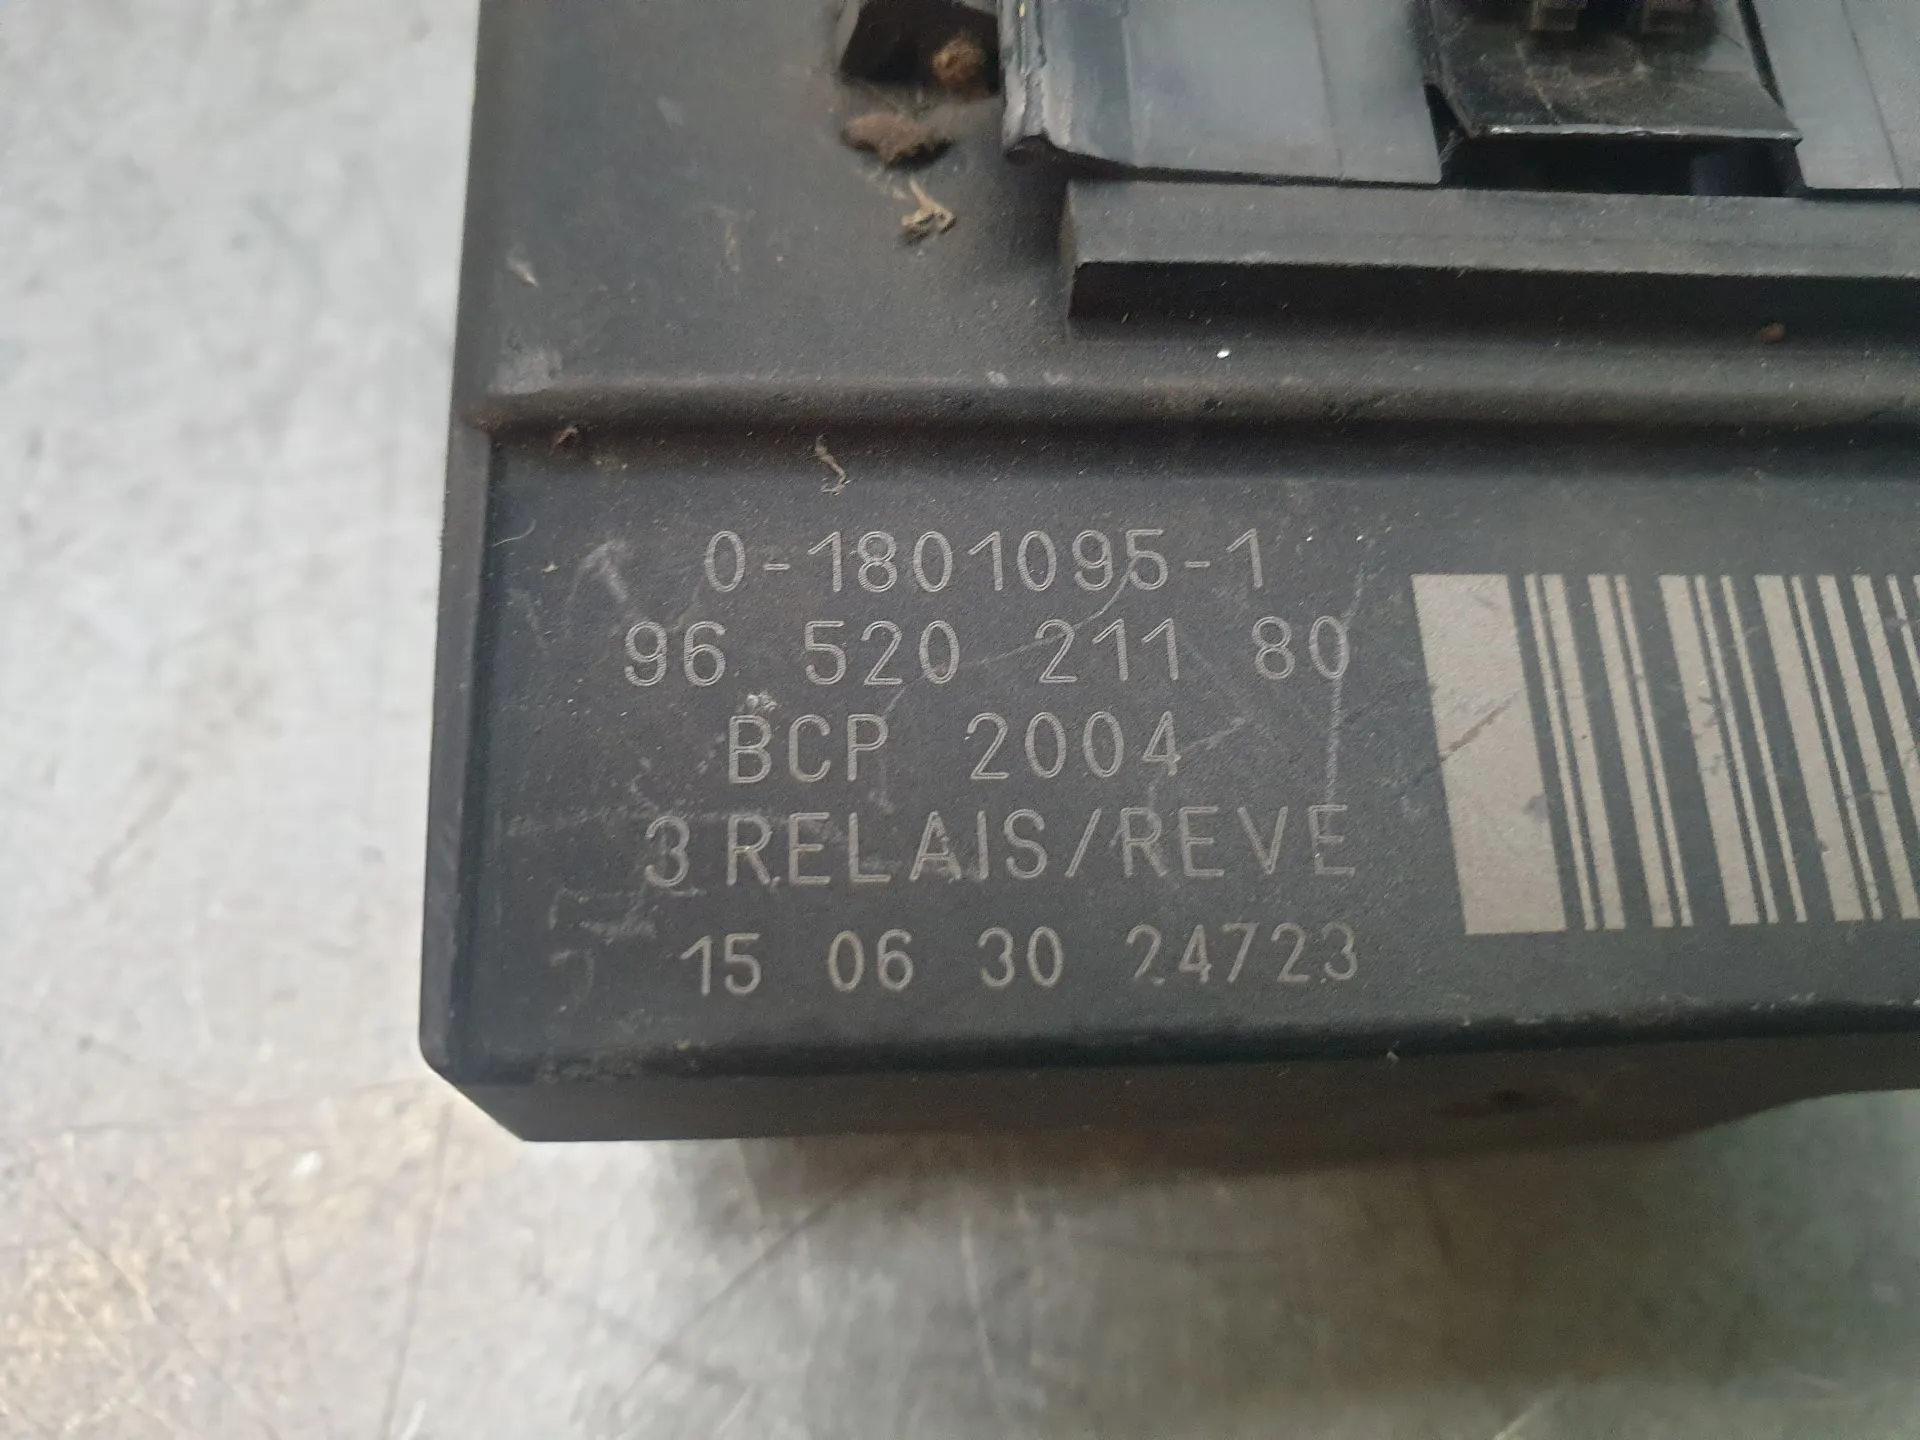 0-1801095-1
96 520 211 80
BCP 2004
3 RELAIS/REVE
15 06 30 24723